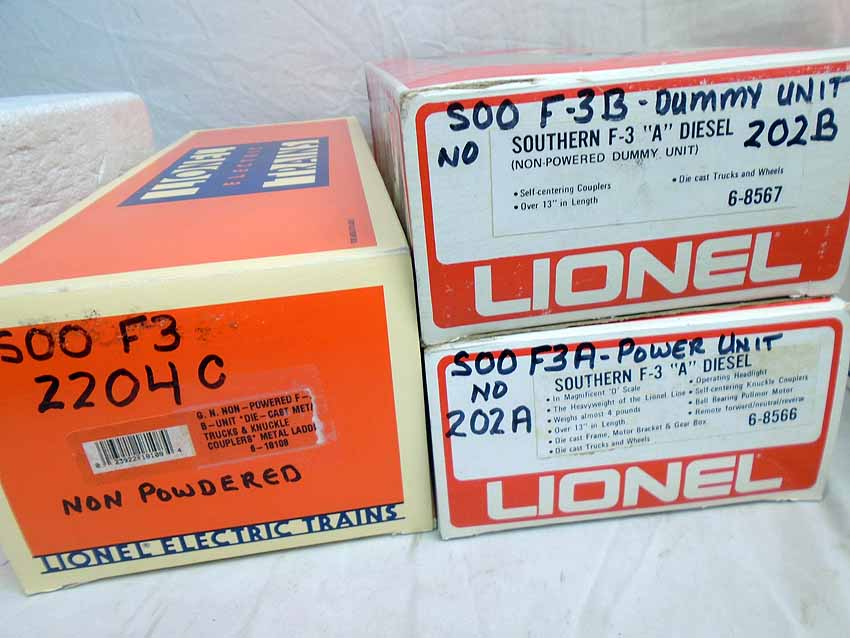 LIONEL
ELECTRIC
TRAINS
SOO F3
2204C
G. N. NON-POWERED F-
B-UNIT *DIE-CAST META
TRUCKS & KNUCKLE
COUPLERS* METAL LADD
6-18108
NON POWDERED
LIONEL ELECTRIC TRAINS
SOO F-3B - DUMMY UNIT
NO
202B
SOUTHERN F-3 "A" DIESEL
(NON-POWERED DUMMY UNIT)
• Self-centering Couplers
• Over 13" in Length
• Die cast Trucks and Wheels
6-8567
LIONEL
SOO F3A-POWER UNIT
NO
202A
SOUTHERN F-3 "A" DIESEL
• In Magnificent "O" Scale
• The Heavyweight of the Lionel Line
• Weighs almost 4 pounds
• Over 13" in Length
• Die cast Frame, Motor Bracket & Gear Box
• Die cast Trucks and Wheels
• Operating Headlight
• Self-centering Knuckle Couplers
• Ball Bearing Pullmor Motor
• Remote forward/neutral/reverse
6-8566
LIONEL